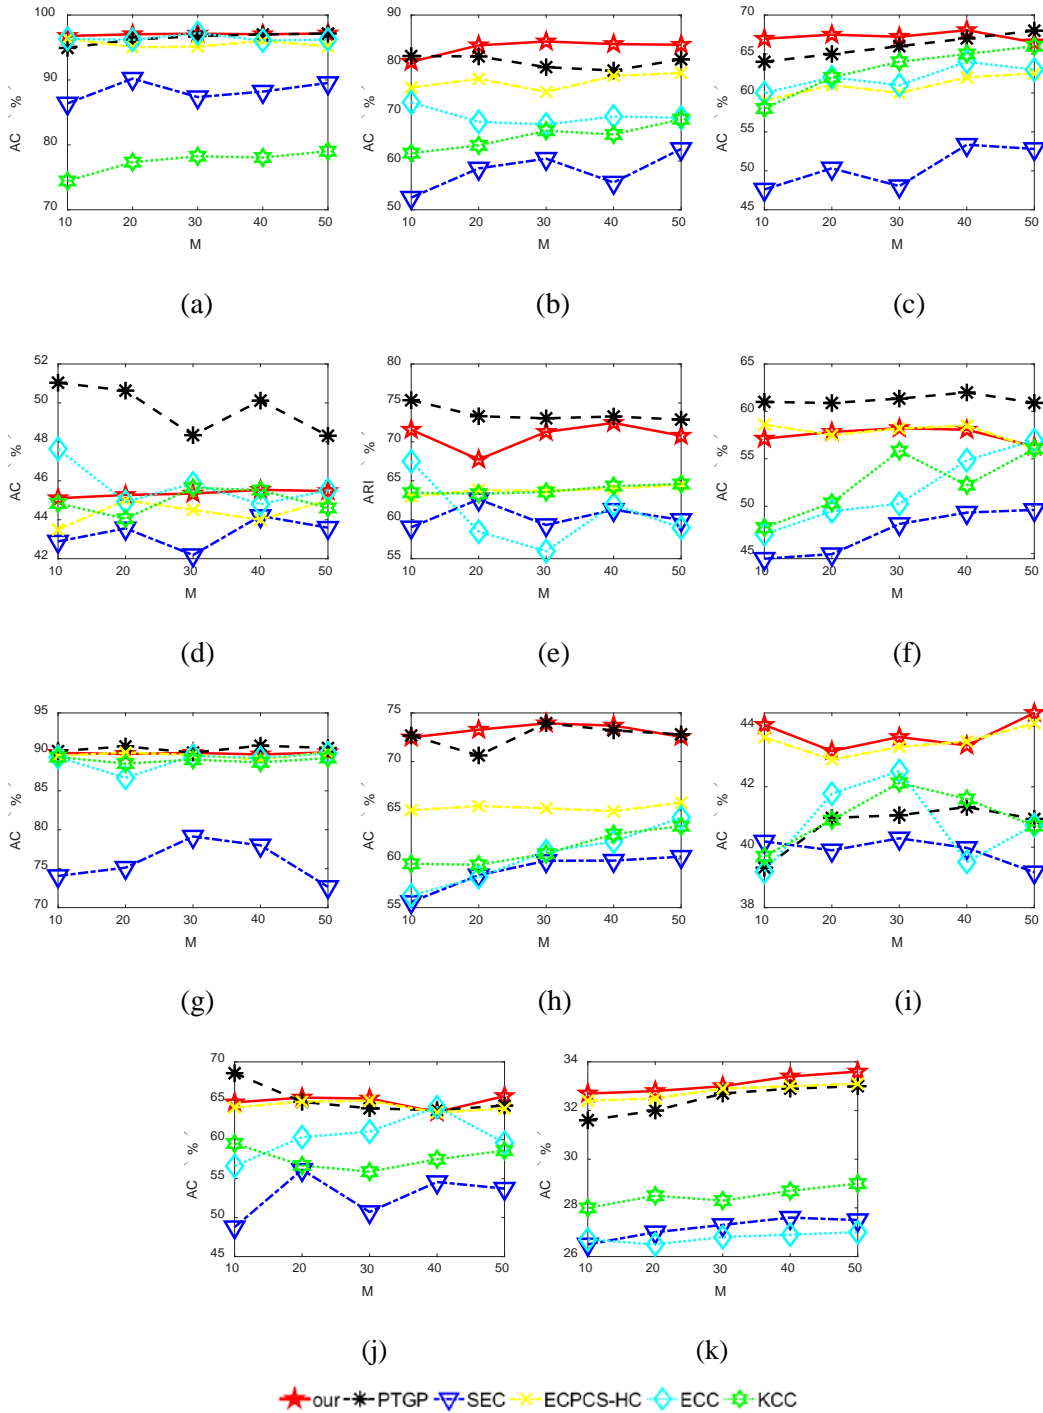 100
90
80
70
10 20 30 40 50
AC %
M
(a)
90
80
70
60
50
10 20 30 40 50
AC %
M
(b)
70
65
60
55
50
45
10 20 30 40 50
AC %
M
(c)
52
50
48
46
44
42
10 20 30 40 50
AC %
M
(d)
80
75
70
65
60
55
10 20 30 40 50
ARI %
M
(e)
65
60
55
50
45
10 20 30 40 50
AC %
M
(f)
95
90
85
80
75
70
10 20 30 40 50
AC %
M
(g)
75
70
65
60
55
10 20 30 40 50
AC %
M
(h)
44
42
40
38
10 20 30 40 50
AC %
M
(i)
70
65
60
55
50
45
10 20 30 40 50
AC %
M
(j)
34
32
30
28
26
10 20 30 40 50
AC %
M
(k)
our PTGP SEC ECPCS-HC ECC KCC